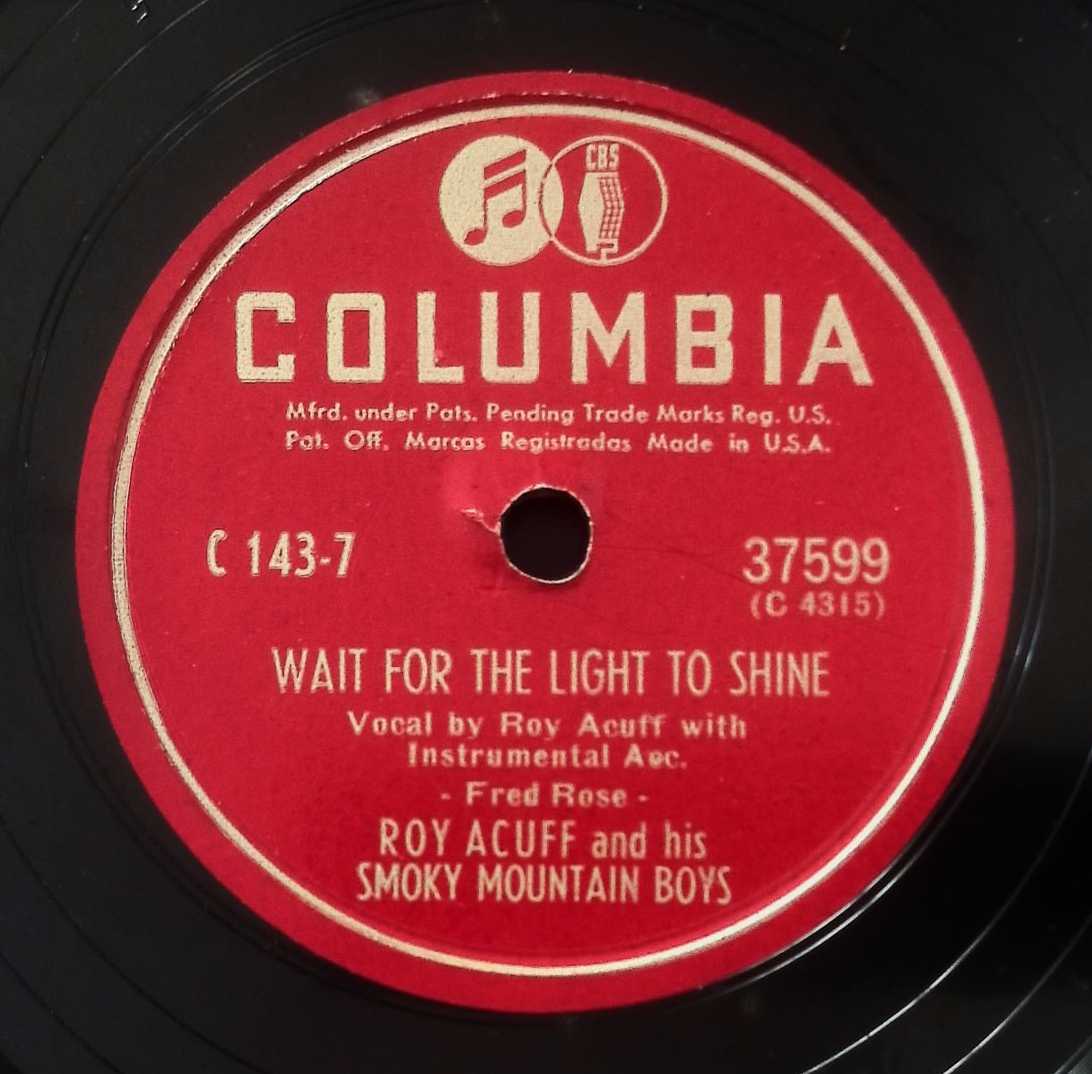 CBS
COLUMBIA
Mfrd. under Pats. Pending Trade Marks Reg. U.S.
Pat. Off. Marcas Registradas Made in U.S.A.
C 143-7
37599
(C 4315)
WAIT FOR THE LIGHT TO SHINE
Vocal by Roy Acuff with
Instrumental Acc.
- Fred Rose -
ROY ACUFF and his
SMOKY MOUNTAIN BOYS